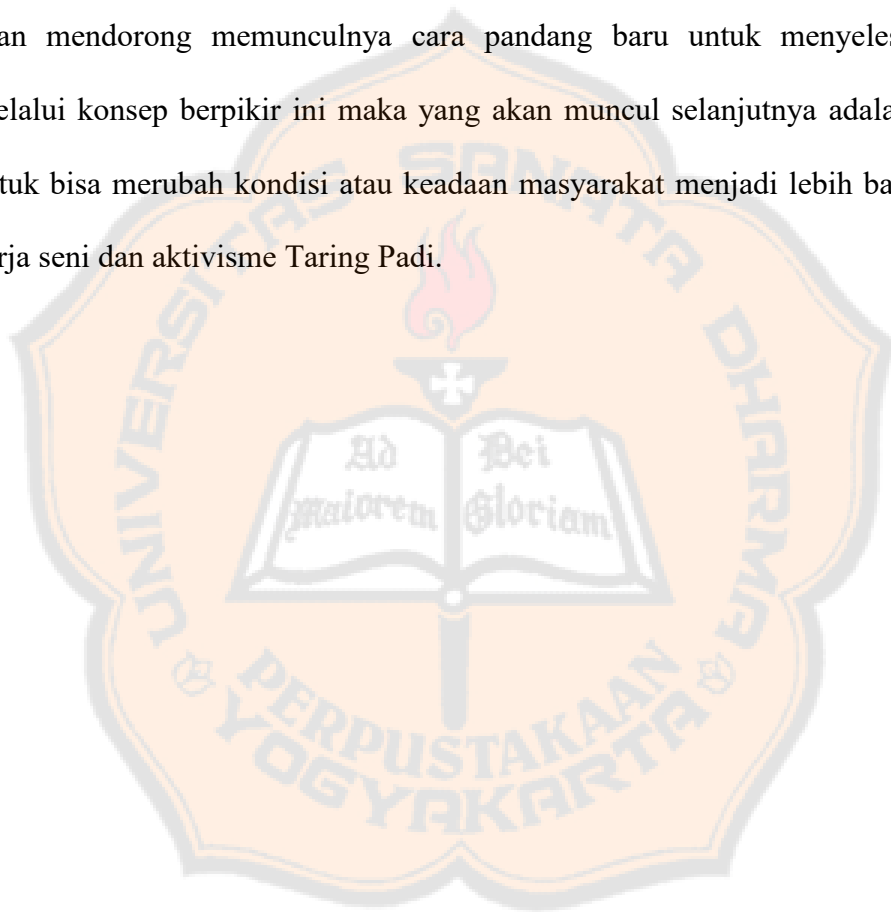 an mendorong memunculnya cara pandang baru untuk menyeles
elalui konsep berpikir ini maka yang akan muncul selanjutnya adala
tuk bisa merubah kondisi atau keadaan masyarakat menjadi lebih ba
rja seni dan aktivisme Taring Padi.
UNIVERSITAS SANATA DHARMA
Ad Dei
Maiorem Gloriam
PERPUSTAKAAN
YOGYAKARTA